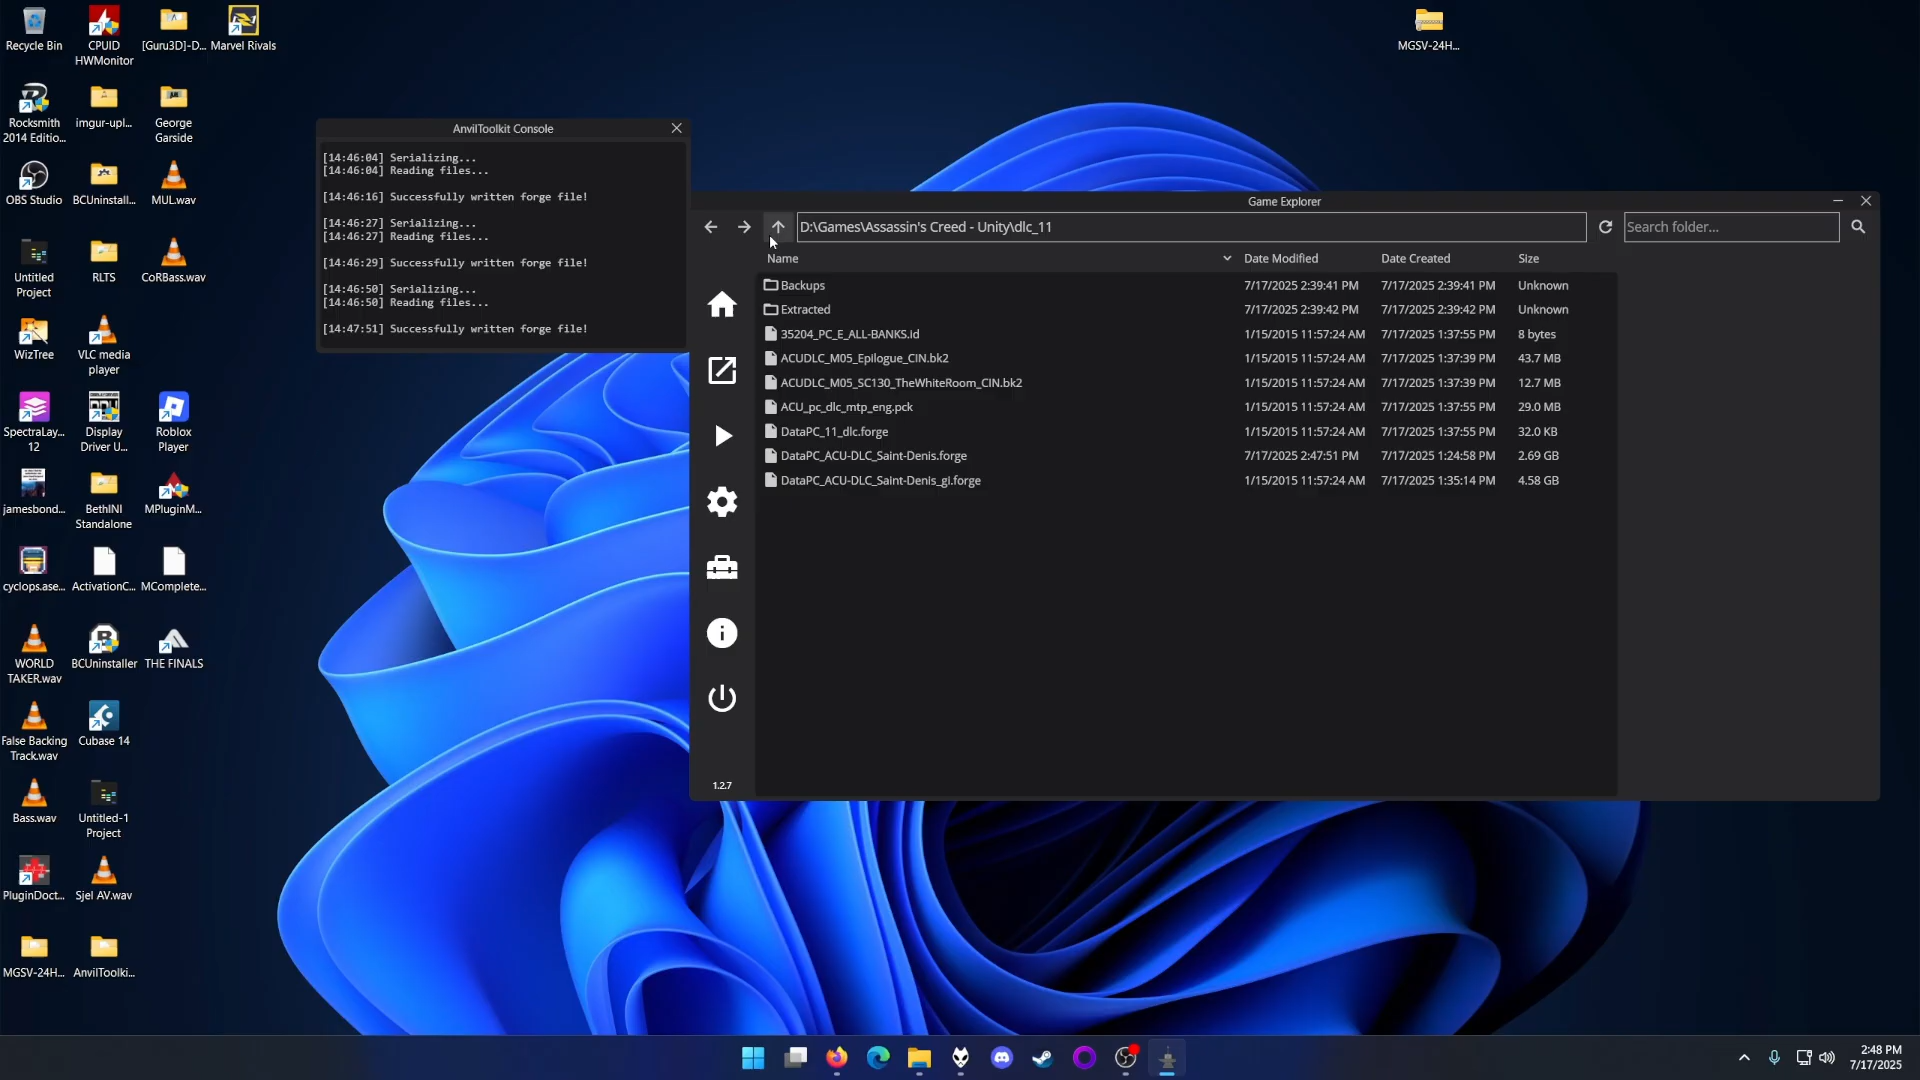 Recycle Bin
CPUID
HWMonitor
[Guru3D]-D...
Marvel Rivals
MGSV-24H...
Rocksmith
2014 Editio...
imgur-upl...
George
Garside
OBS Studio
BCUninstall...
MUL.wav
Untitled
Project
RLTS
CoRBass.wav
WizTree
VLC media
player
SpectraLay...
12
Display
Driver U...
Roblox
Player
jamesbond...
BethINI
Standalone
MPluginM...
cyclops.ase...
ActivationC...
MComplete...
WORLD
TAKER.wav
BCUninstaller
THE FINALS
False Backing
Track.wav
Cubase 14
Bass.wav
Untitled-1
Project
PluginDoct...
Sjel AV.wav
MGSV-24H...
AnvilToolki...
AnvilToolkit Console
[14:46:04] Serializing...
[14:46:04] Reading files...
[14:46:16] Successfully written forge file!
[14:46:27] Serializing...
[14:46:27] Reading files...
[14:46:29] Successfully written forge file!
[14:46:50] Serializing...
[14:46:50] Reading files...
[14:47:51] Successfully written forge file!
Game Explorer
D:\Games\Assassin's Creed - Unity\dlc_11
Search folder...
Name Date Modified Date Created Size
Backups 7/17/2025 2:39:41 PM 7/17/2025 2:39:41 PM Unknown
Extracted 7/17/2025 2:39:42 PM 7/17/2025 2:39:42 PM Unknown
35204_PC_E_ALL-BANKS.id 1/15/2015 11:57:24 AM 7/17/2025 1:37:55 PM 8 bytes
ACUDLC_M05_Epilogue_CIN.bk2 1/15/2015 11:57:24 AM 7/17/2025 1:37:39 PM 43.7 MB
ACUDLC_M05_SC130_TheWhiteRoom_CIN.bk2 1/15/2015 11:57:24 AM 7/17/2025 1:37:39 PM 12.7 MB
ACU_pc_dlc_mtp_eng.pck 1/15/2015 11:57:24 AM 7/17/2025 1:37:55 PM 29.0 MB
DataPC_11_dlc.forge 1/15/2015 11:57:24 AM 7/17/2025 1:37:55 PM 32.0 KB
DataPC_ACU-DLC_Saint-Denis.forge 7/17/2025 2:47:51 PM 7/17/2025 1:24:58 PM 2.69 GB
DataPC_ACU-DLC_Saint-Denis_gi.forge 1/15/2015 11:57:24 AM 7/17/2025 1:35:14 PM 4.58 GB
1.2.7
2:48 PM
7/17/2025